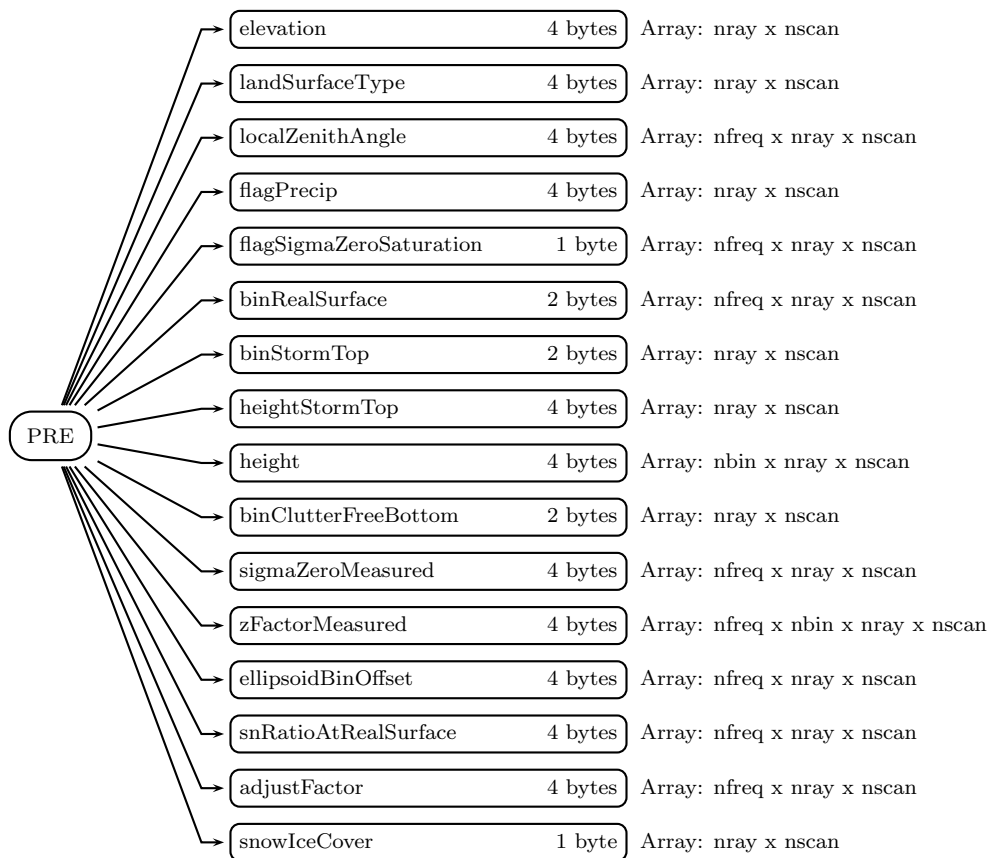 elevation 4 bytes Array: nray x nscan
landSurfaceType 4 bytes Array: nray x nscan
localZenithAngle 4 bytes Array: nfreq x nray x nscan
flagPrecip 4 bytes Array: nray x nscan
flagSigmaZeroSaturation 1 byte Array: nfreq x nray x nscan
binRealSurface 2 bytes Array: nfreq x nray x nscan
binStormTop 2 bytes Array: nray x nscan
heightStormTop 4 bytes Array: nray x nscan
PRE
height 4 bytes Array: nbin x nray x nscan
binClutterFreeBottom 2 bytes Array: nray x nscan
sigmaZeroMeasured 4 bytes Array: nfreq x nray x nscan
zFactorMeasured 4 bytes Array: nfreq x nbin x nray x nscan
ellipsoidBinOffset 4 bytes Array: nfreq x nray x nscan
snRatioAtRealSurface 4 bytes Array: nfreq x nray x nscan
adjustFactor 4 bytes Array: nfreq x nray x nscan
snowIceCover 1 byte Array: nray x nscan